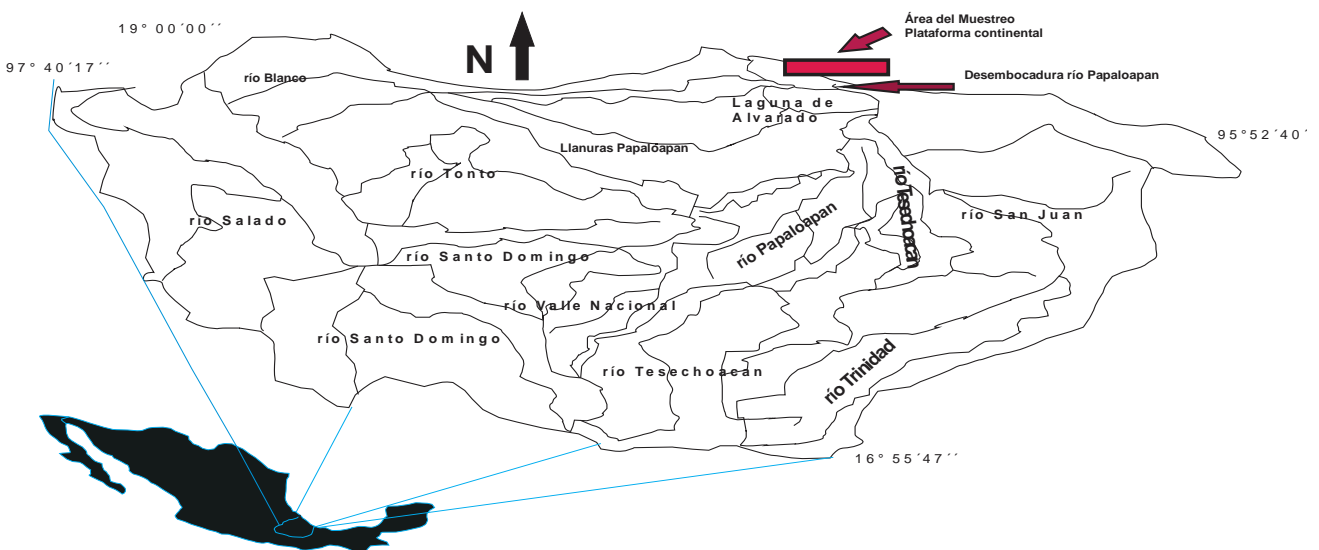 Área del Muestreo
Plataforma continental
19° 00´00´´
N
97° 40´17´´
río Blanco
Desembocadura río Papaloapan
Laguna de
Alvarado
95°52´40´
Llanuras Papaloapan
río Tonto
río Tesechoacan
río Salado
río San Juan
río Papaloapan
río Santo Domingo
río Valle Nacional
río Santo Domingo
río Tesechoacan
río Trinidad
16° 55´47´´